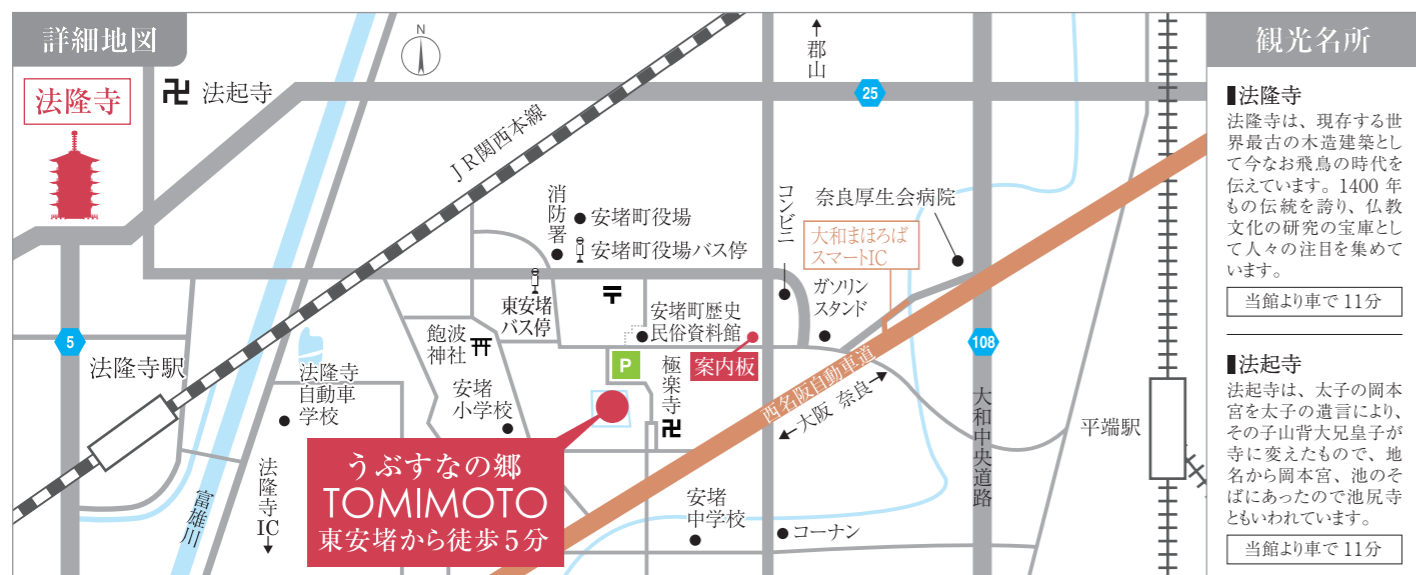 詳細地図
N
法隆寺
卍 法起寺
JR関西本線
↑
郡山
25
消防署
安堵町役場
安堵町役場バス停
コンビニ
奈良厚生会病院
大和まほろば
スマートIC
東安堵
バス停
〒
安堵町歴史
民俗資料館
ガソリン
スタンド
5
法隆寺駅
法隆寺
自動車
学校
飽波
神社
安堵
小学校
P
極楽寺
卍
案内板
西名阪自動車道
←大阪 奈良→
108
大和中央道路
平端駅
うぶすなの郷
TOMIMOTO
東安堵から徒歩5分
富雄川
法隆寺IC
↓
安堵
中学校
コーナン
観光名所
▮法隆寺
法隆寺は、現存する世
界最古の木造建築とし
て今なお飛鳥の時代を
伝えています。1400 年
もの伝統を誇り、仏教
文化の研究の宝庫とし
て人々の注目を集めて
います。
当館より車で 11分
▮法起寺
法起寺は、太子の岡本
宮を太子の遺言により、
その子山背大兄皇子が
寺に変えたもので、地
名から岡本宮、池のそ
ばにあったので池尻寺
ともいわれています。
当館より車で 11分